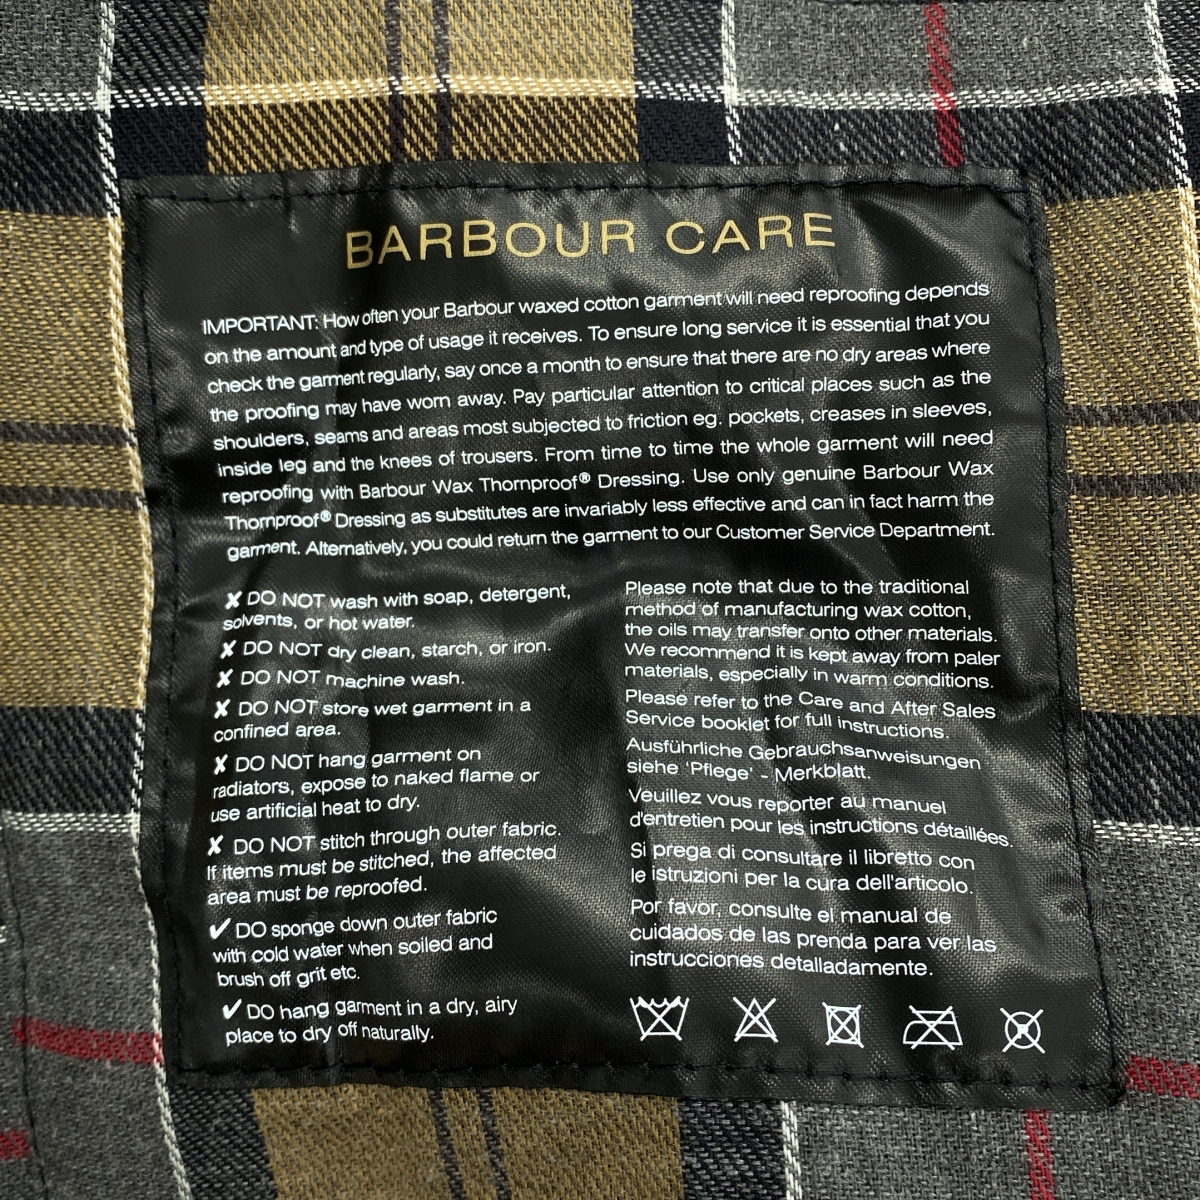 BARBOUR CARE
IMPORTANT: How often your Barbour waxed cotton garment will need reproofing depends
on the amount and type of usage it receives. To ensure long service it is essential that you
check the garment regularly, say once a month to ensure that there are no dry areas where
the proofing may have worn away. Pay particular attention to critical places such as the
shoulders, seams and areas most subjected to friction eg. pockets, creases in sleeves,
inside leg and the knees of trousers. From time to time the whole garment will need
reproofing with Barbour Wax Thornproof® Dressing. Use only genuine Barbour Wax
Thornproof® Dressing as substitutes are invariably less effective and can in fact harm the
garment. Alternatively, you could return the garment to our Customer Service Department.
✘ DO NOT wash with soap, detergent,
solvents, or hot water.
✘ DO NOT dry clean, starch, or iron.
✘ DO NOT machine wash.
✘ DO NOT store wet garment in a
confined area.
✘ DO NOT hang garment on
radiators, expose to naked flame or
use artificial heat to dry.
✘ DO NOT stitch through outer fabric.
If items must be stitched, the affected
area must be reproofed.
✔ DO sponge down outer fabric
with cold water when soiled and
brush off grit etc.
✔ DO hang garment in a dry, airy
place to dry off naturally.
Please note that due to the traditional
method of manufacturing wax cotton,
the oils may transfer onto other materials.
We recommend it is kept away from paler
materials, especially in warm conditions.
Please refer to the Care and After Sales
Service booklet for full instructions.
Ausführliche Gebrauchsanweisungen
siehe 'Pflege' - Merkblatt.
Veuillez vous reporter au manuel
d'entretien pour les instructions détaillées.
Si prega di consultare il libretto con
le istruzioni per la cura dell'articolo.
Por favor, consulte el manual de
cuidados de las prenda para ver las
instrucciones detalladamente.